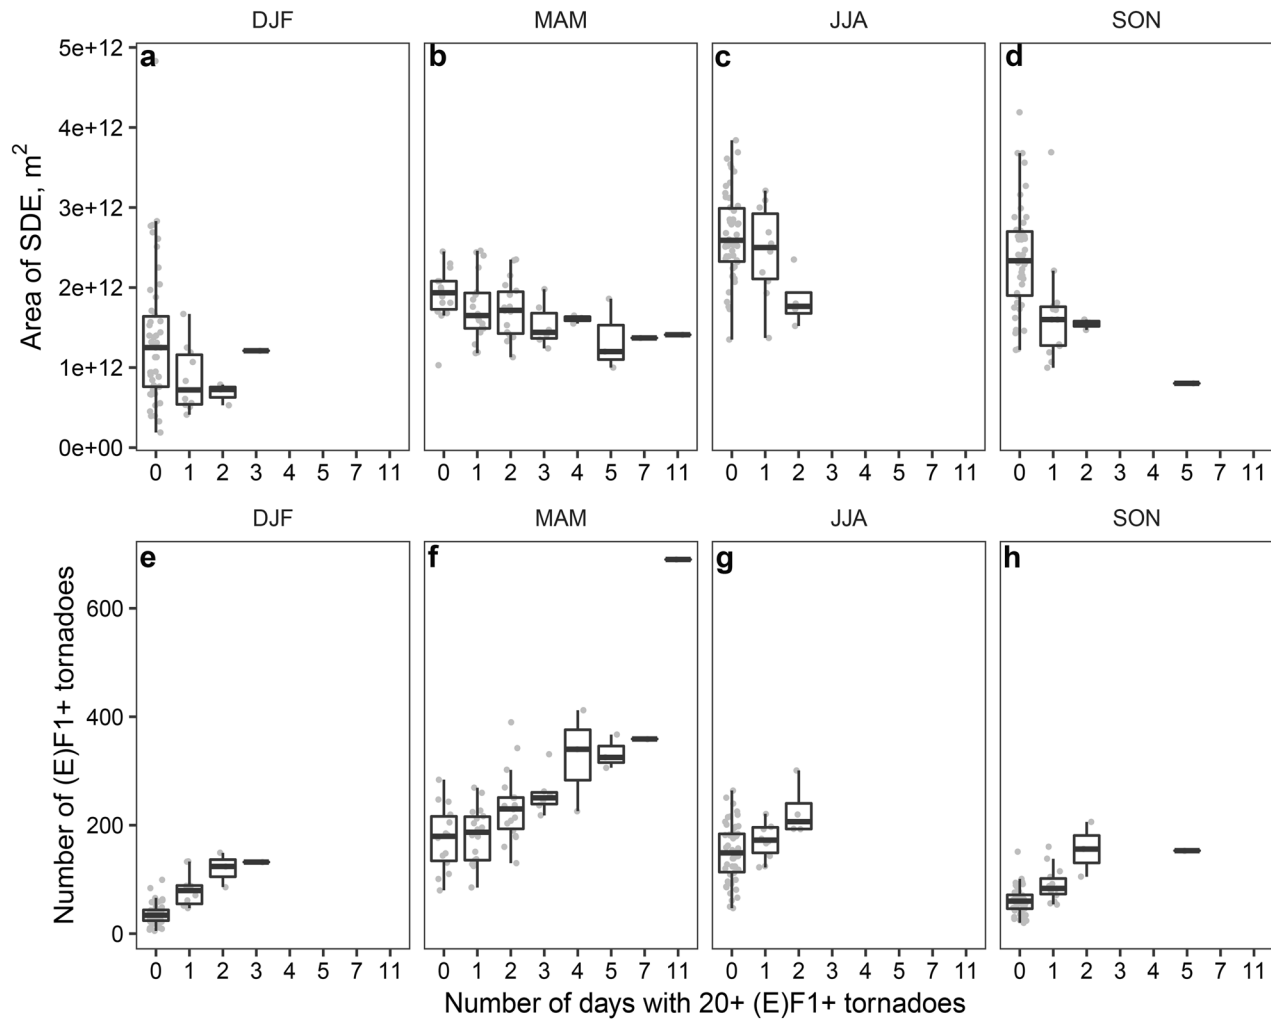 DJF MAM JJA SON
a b c d
5e+12
4e+12
3e+12
2e+12
1e+12
0e+00
Area of SDE, m²
0 1 2 3 4 5 7 11 0 1 2 3 4 5 7 11 0 1 2 3 4 5 7 11 0 1 2 3 4 5 7 11
DJF MAM JJA SON
e f g h
600
400
200
0
Number of (E)F1+ tornadoes
0 1 2 3 4 5 7 11 0 1 2 3 4 5 7 11 0 1 2 3 4 5 7 11 0 1 2 3 4 5 7 11
Number of days with 20+ (E)F1+ tornadoes